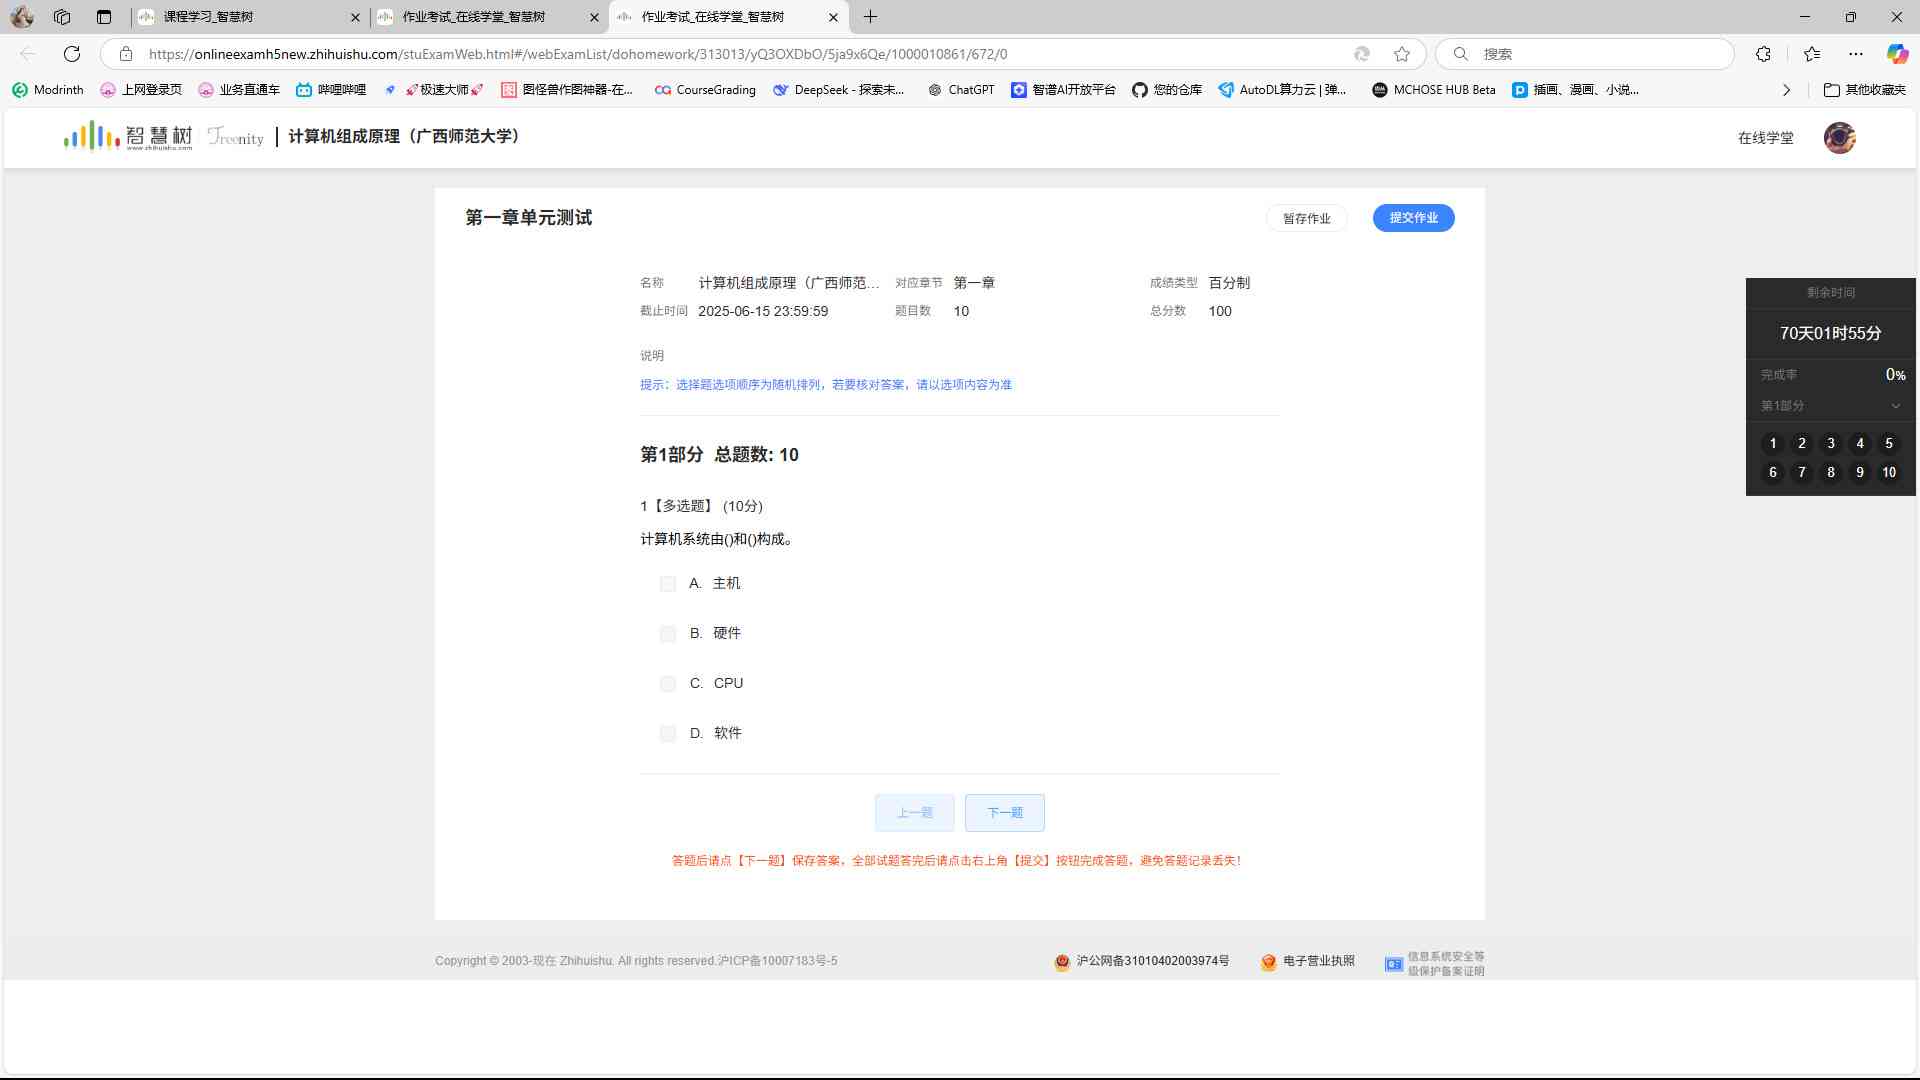 课程学习_智慧树
作业考试_在线学堂_智慧树
作业考试_在线学堂_智慧树
https://onlineexamh5new.zhihuishu.com/stuExamWeb.html#/webExamList/dohomework/313013/yQ3OXDbO/5ja9x6Qe/1000010861/672/0
搜索
Modrinth
上网登录页
业务直通车
哔哩哔哩
🚀极速大师🚀
图怪兽作图神器-在...
CourseGrading
DeepSeek - 探索未...
ChatGPT
智谱AI开放平台
您的仓库
AutoDL算力云 | 弹...
MCHOSE HUB Beta
插画、漫画、小说...
其他收藏夹
智慧树
www.zhihuishu.com
Treenity
计算机组成原理（广西师范大学）
在线学堂
第一章单元测试
暂存作业
提交作业
名称 计算机组成原理（广西师范... 对应章节 第一章 成绩类型 百分制
截止时间 2025-06-15 23:59:59 题目数 10 总分数 100
说明
提示：选择题选项顺序为随机排列，若要核对答案，请以选项内容为准
第1部分 总题数: 10
1【多选题】 (10分)
计算机系统由()和()构成。
A. 主机
B. 硬件
C. CPU
D. 软件
上一题
下一题
答题后请点【下一题】保存答案，全部试题答完后请点击右上角【提交】按钮完成答题，避免答题记录丢失!
剩余时间
70天01时55分
完成率 0%
第1部分
1 2 3 4 5
6 7 8 9 10
Copyright © 2003-现在 Zhihuishu. All rights reserved.沪ICP备10007183号-5
沪公网备31010402003974号
电子营业执照
信息系统安全等
级保护备案证明